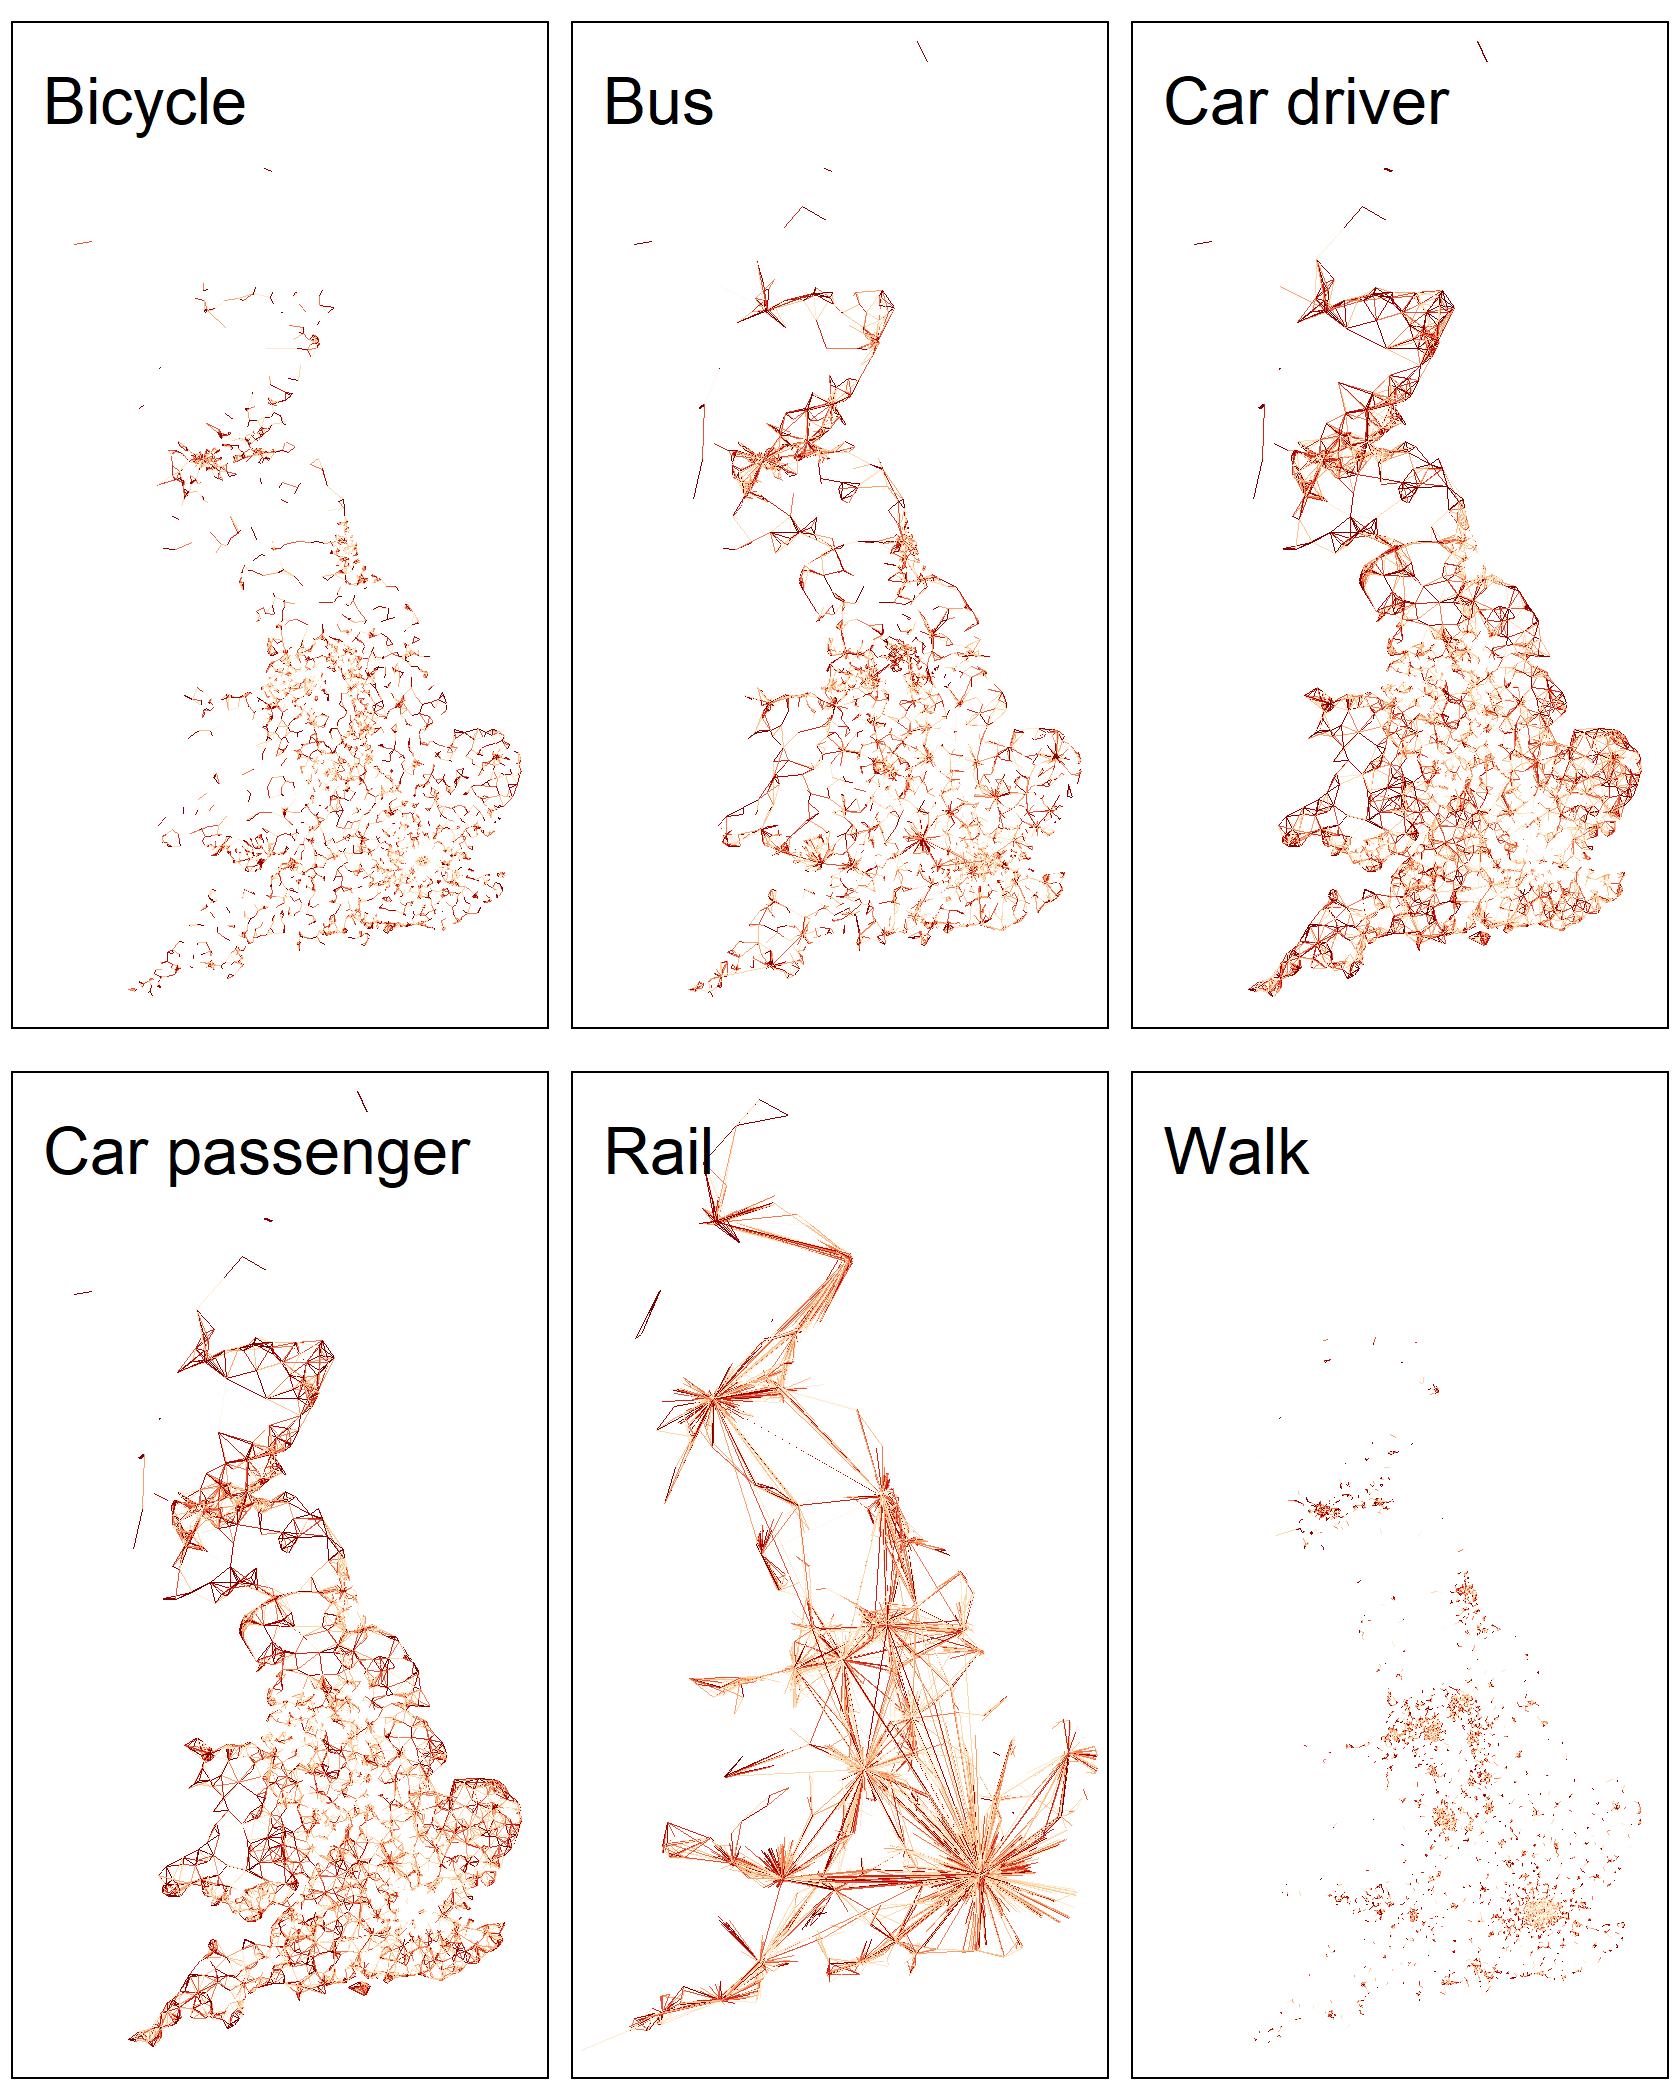 Bicycle
Bus
Car driver
Car passenger
Rail
Walk